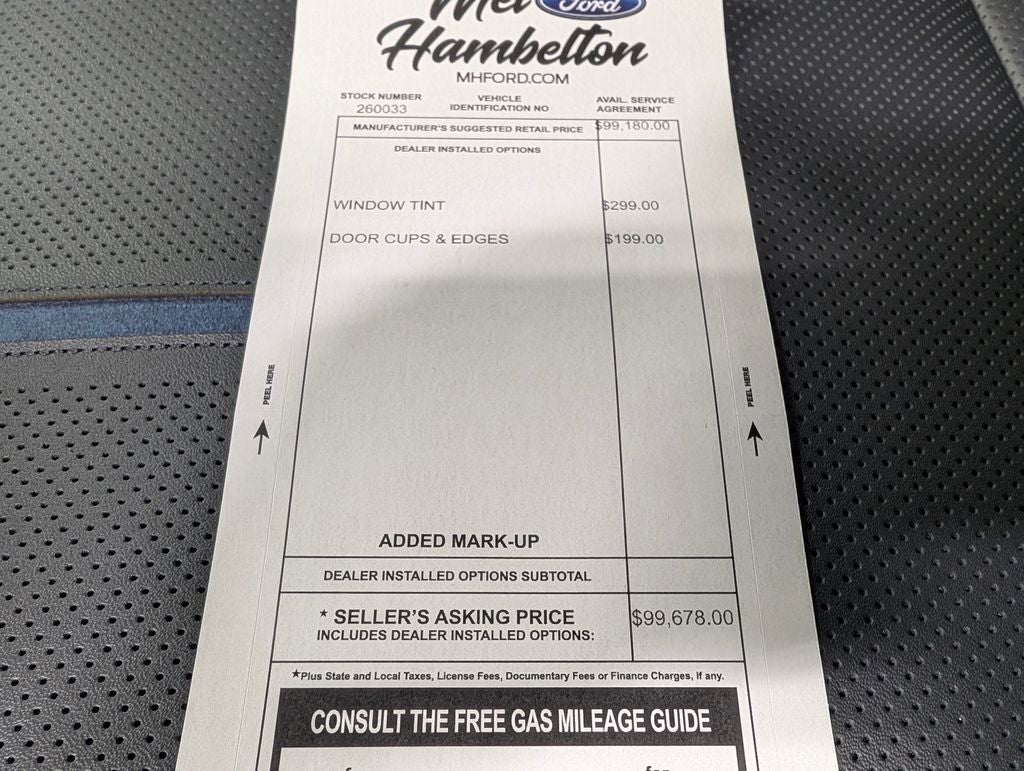 Mel Ford
Hambelton
MHFORD.COM
STOCK NUMBER
260033
VEHICLE
IDENTIFICATION NO
AVAIL. SERVICE
AGREEMENT
MANUFACTURER'S SUGGESTED RETAIL PRICE $99,180.00
DEALER INSTALLED OPTIONS
WINDOW TINT $299.00
DOOR CUPS & EDGES $199.00
PEEL HERE
PEEL HERE
ADDED MARK-UP
DEALER INSTALLED OPTIONS SUBTOTAL
* SELLER'S ASKING PRICE $99,678.00
INCLUDES DEALER INSTALLED OPTIONS:
*Plus State and Local Taxes, License Fees, Documentary Fees or Finance Charges, if any.
CONSULT THE FREE GAS MILEAGE GUIDE